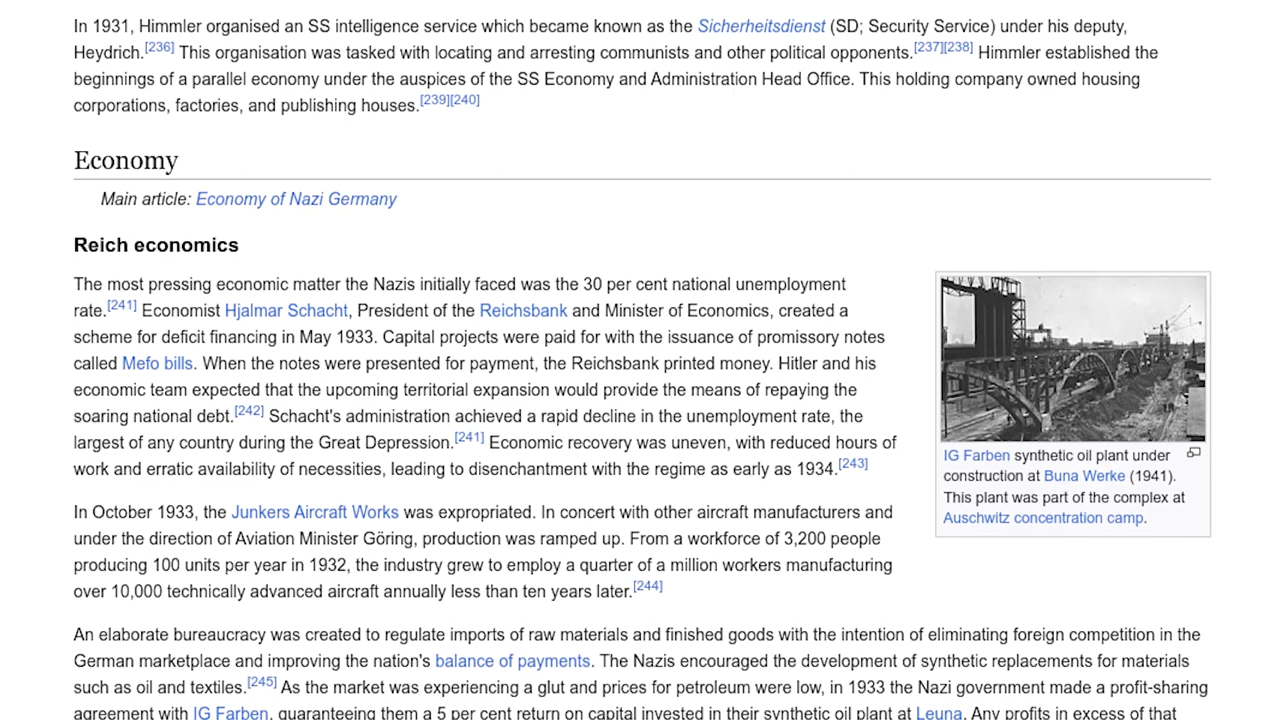 In 1931, Himmler organised an SS intelligence service which became known as the Sicherheitsdienst (SD; Security Service) under his deputy,
Heydrich.[236] This organisation was tasked with locating and arresting communists and other political opponents.[237][238] Himmler established the
beginnings of a parallel economy under the auspices of the SS Economy and Administration Head Office. This holding company owned housing
corporations, factories, and publishing houses.[239][240]
Economy
Main article: Economy of Nazi Germany
Reich economics
The most pressing economic matter the Nazis initially faced was the 30 per cent national unemployment
rate.[241] Economist Hjalmar Schacht, President of the Reichsbank and Minister of Economics, created a
scheme for deficit financing in May 1933. Capital projects were paid for with the issuance of promissory notes
called Mefo bills. When the notes were presented for payment, the Reichsbank printed money. Hitler and his
economic team expected that the upcoming territorial expansion would provide the means of repaying the
soaring national debt.[242] Schacht's administration achieved a rapid decline in the unemployment rate, the
largest of any country during the Great Depression.[241] Economic recovery was uneven, with reduced hours of
work and erratic availability of necessities, leading to disenchantment with the regime as early as 1934.[243]
IG Farben synthetic oil plant under
construction at Buna Werke (1941).
This plant was part of the complex at
Auschwitz concentration camp.
In October 1933, the Junkers Aircraft Works was expropriated. In concert with other aircraft manufacturers and
under the direction of Aviation Minister Göring, production was ramped up. From a workforce of 3,200 people
producing 100 units per year in 1932, the industry grew to employ a quarter of a million workers manufacturing
over 10,000 technically advanced aircraft annually less than ten years later.[244]
An elaborate bureaucracy was created to regulate imports of raw materials and finished goods with the intention of eliminating foreign competition in the
German marketplace and improving the nation's balance of payments. The Nazis encouraged the development of synthetic replacements for materials
such as oil and textiles.[245] As the market was experiencing a glut and prices for petroleum were low, in 1933 the Nazi government made a profit-sharing
agreement with IG Farben, guaranteeing them a 5 per cent return on capital invested in their synthetic oil plant at Leuna. Any profits in excess of that